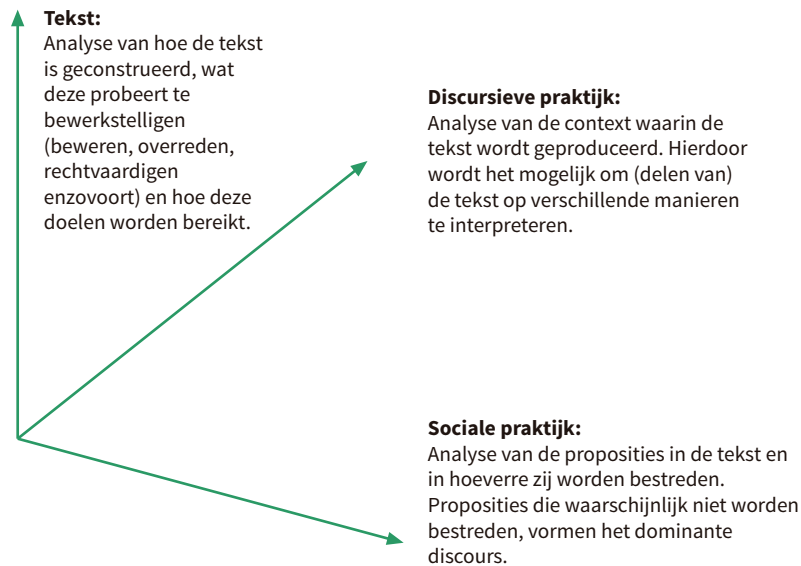 Tekst:
Analyse van hoe de tekst
is geconstrueerd, wat
deze probeert te
bewerkstelligen
(beweren, overreden,
rechtvaardigen
enzovoort) en hoe deze
doelen worden bereikt.
Discursieve praktijk:
Analyse van de context waarin de
tekst wordt geproduceerd. Hierdoor
wordt het mogelijk om (delen van)
de tekst op verschillende manieren
te interpreteren.
Sociale praktijk:
Analyse van de proposities in de tekst en
in hoeverre zij worden bestreden.
Proposities die waarschijnlijk niet worden
bestreden, vormen het dominante
discours.